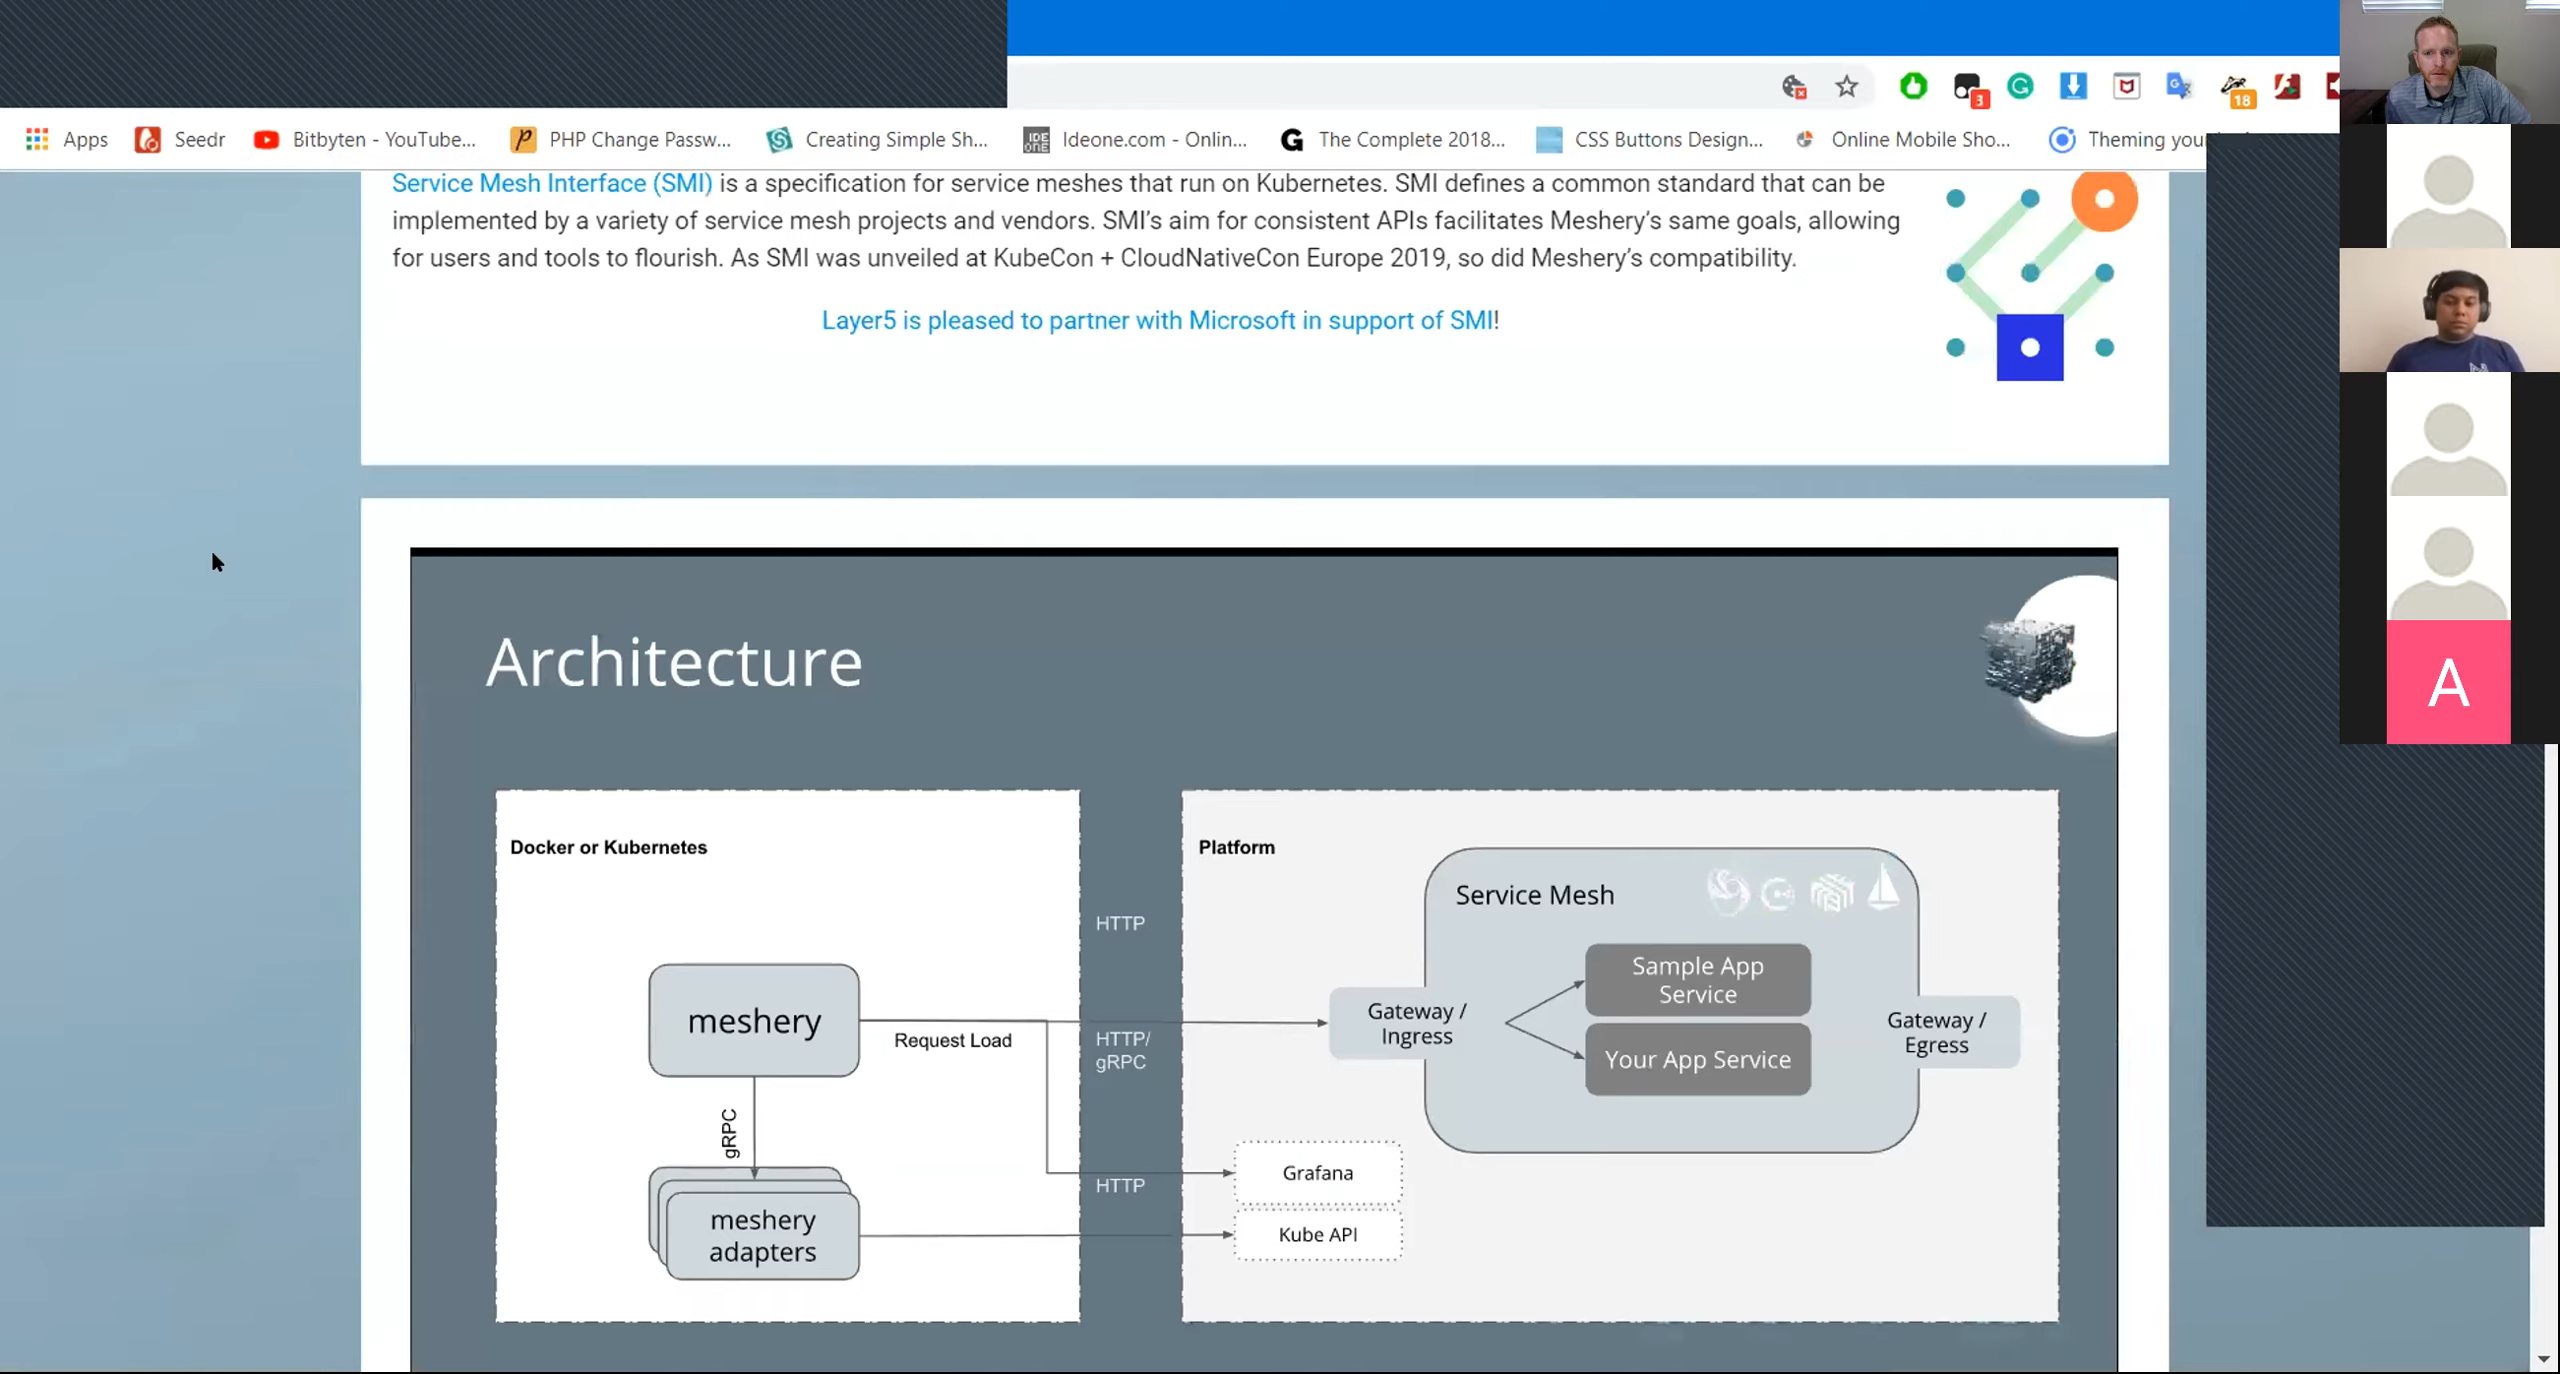 3
18
Apps Seedr Bitbyten - YouTube... PHP Change Passw... Creating Simple Sh... IDE ONE Ideone.com - Onlin... G The Complete 2018... CSS Buttons Design... Online Mobile Sho... Theming your
Service Mesh Interface (SMI) is a specification for service meshes that run on Kubernetes. SMI defines a common standard that can be
implemented by a variety of service mesh projects and vendors. SMI’s aim for consistent APIs facilitates Meshery’s same goals, allowing
for users and tools to flourish. As SMI was unveiled at KubeCon + CloudNativeCon Europe 2019, so did Meshery’s compatibility.
Layer5 is pleased to partner with Microsoft in support of SMI!
A
Architecture
Docker or Kubernetes
meshery
Request Load
gRPC
meshery
adapters
HTTP
HTTP/
gRPC
HTTP
Platform
Service Mesh
Gateway /
Ingress
Sample App
Service
Your App Service
Gateway /
Egress
Grafana
Kube API